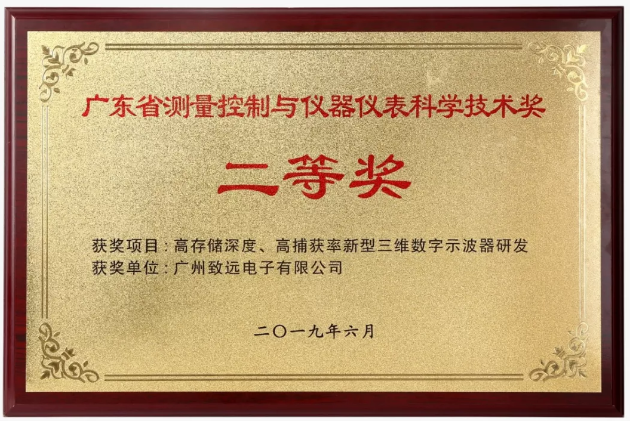 广东省测量控制与仪器仪表科学技术奖
二等奖
获奖项目：高存储深度、高捕获率新型三维数字示波器研发
获奖单位：广州致远电子有限公司
二〇一九年六月